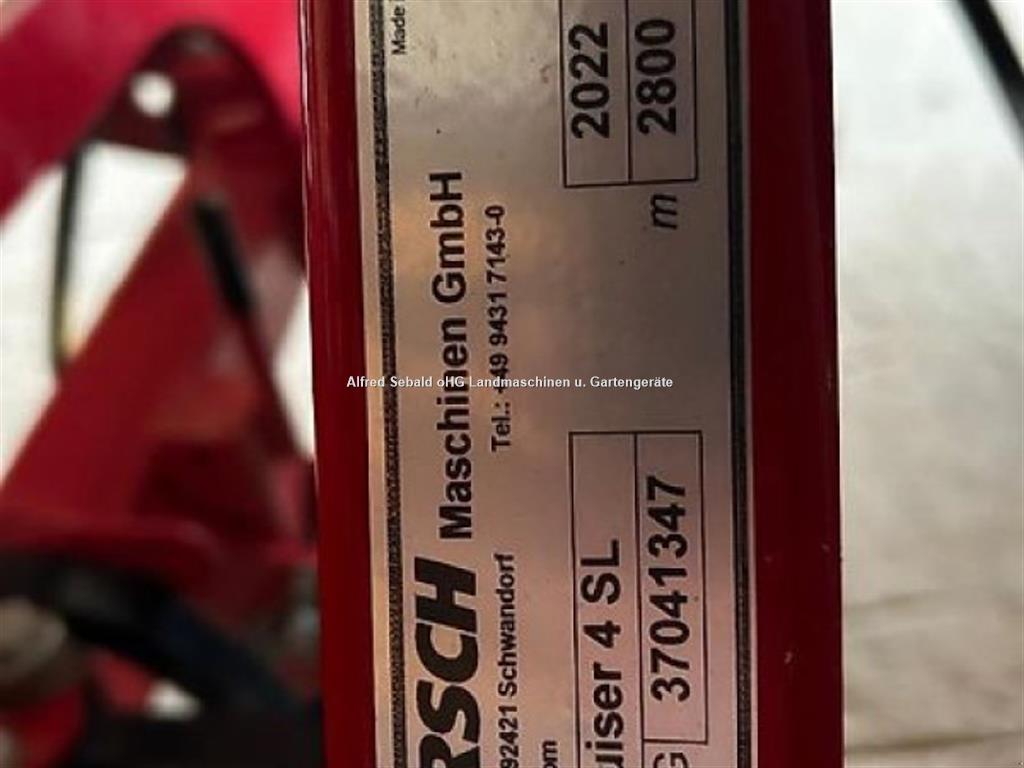 RSCH Maschinen GmbH
92421 Schwandorf Tel.: +49 9431 7143-0
om
Made
uiser 4 SL
2022
G 37041347
m 2800
Alfred Sebald oHG Landmaschinen u. Gartengeräte